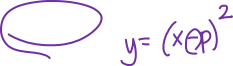 y = (x-p)²